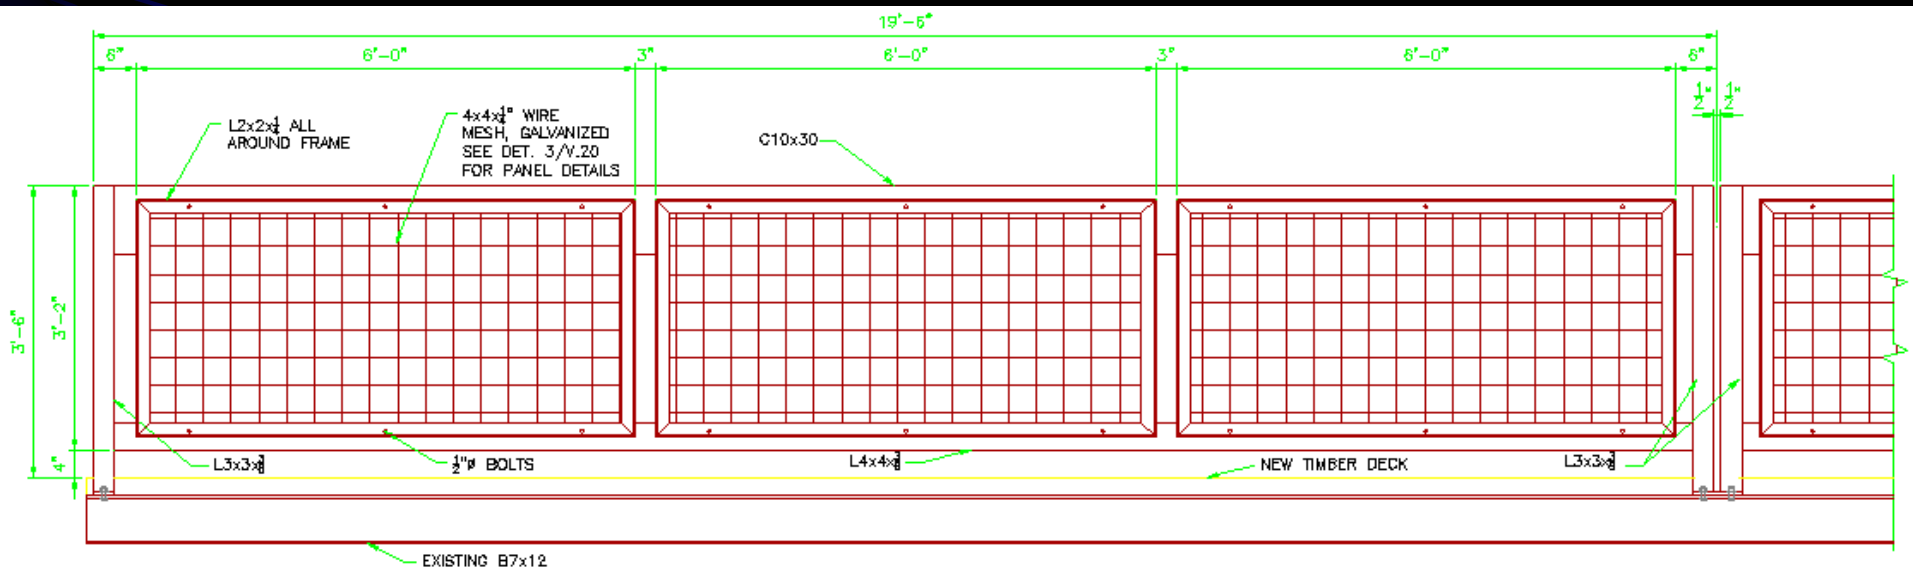 19'-6"
6" 6'-0" 3" 6'-0" 3" 6'-0" 6"
1/2" 1/2"
L2x2x1/4 ALL
AROUND FRAME
4x4x1/4" WIRE
MESH, GALVANIZED
SEE DET. 3/V.20
FOR PANEL DETAILS
C10x30
3'-6"
3'-2"
4"
L3x3x3/8
1/2"ø BOLTS
L4x4x3/8
NEW TIMBER DECK
L3x3x3/8
EXISTING B7x12